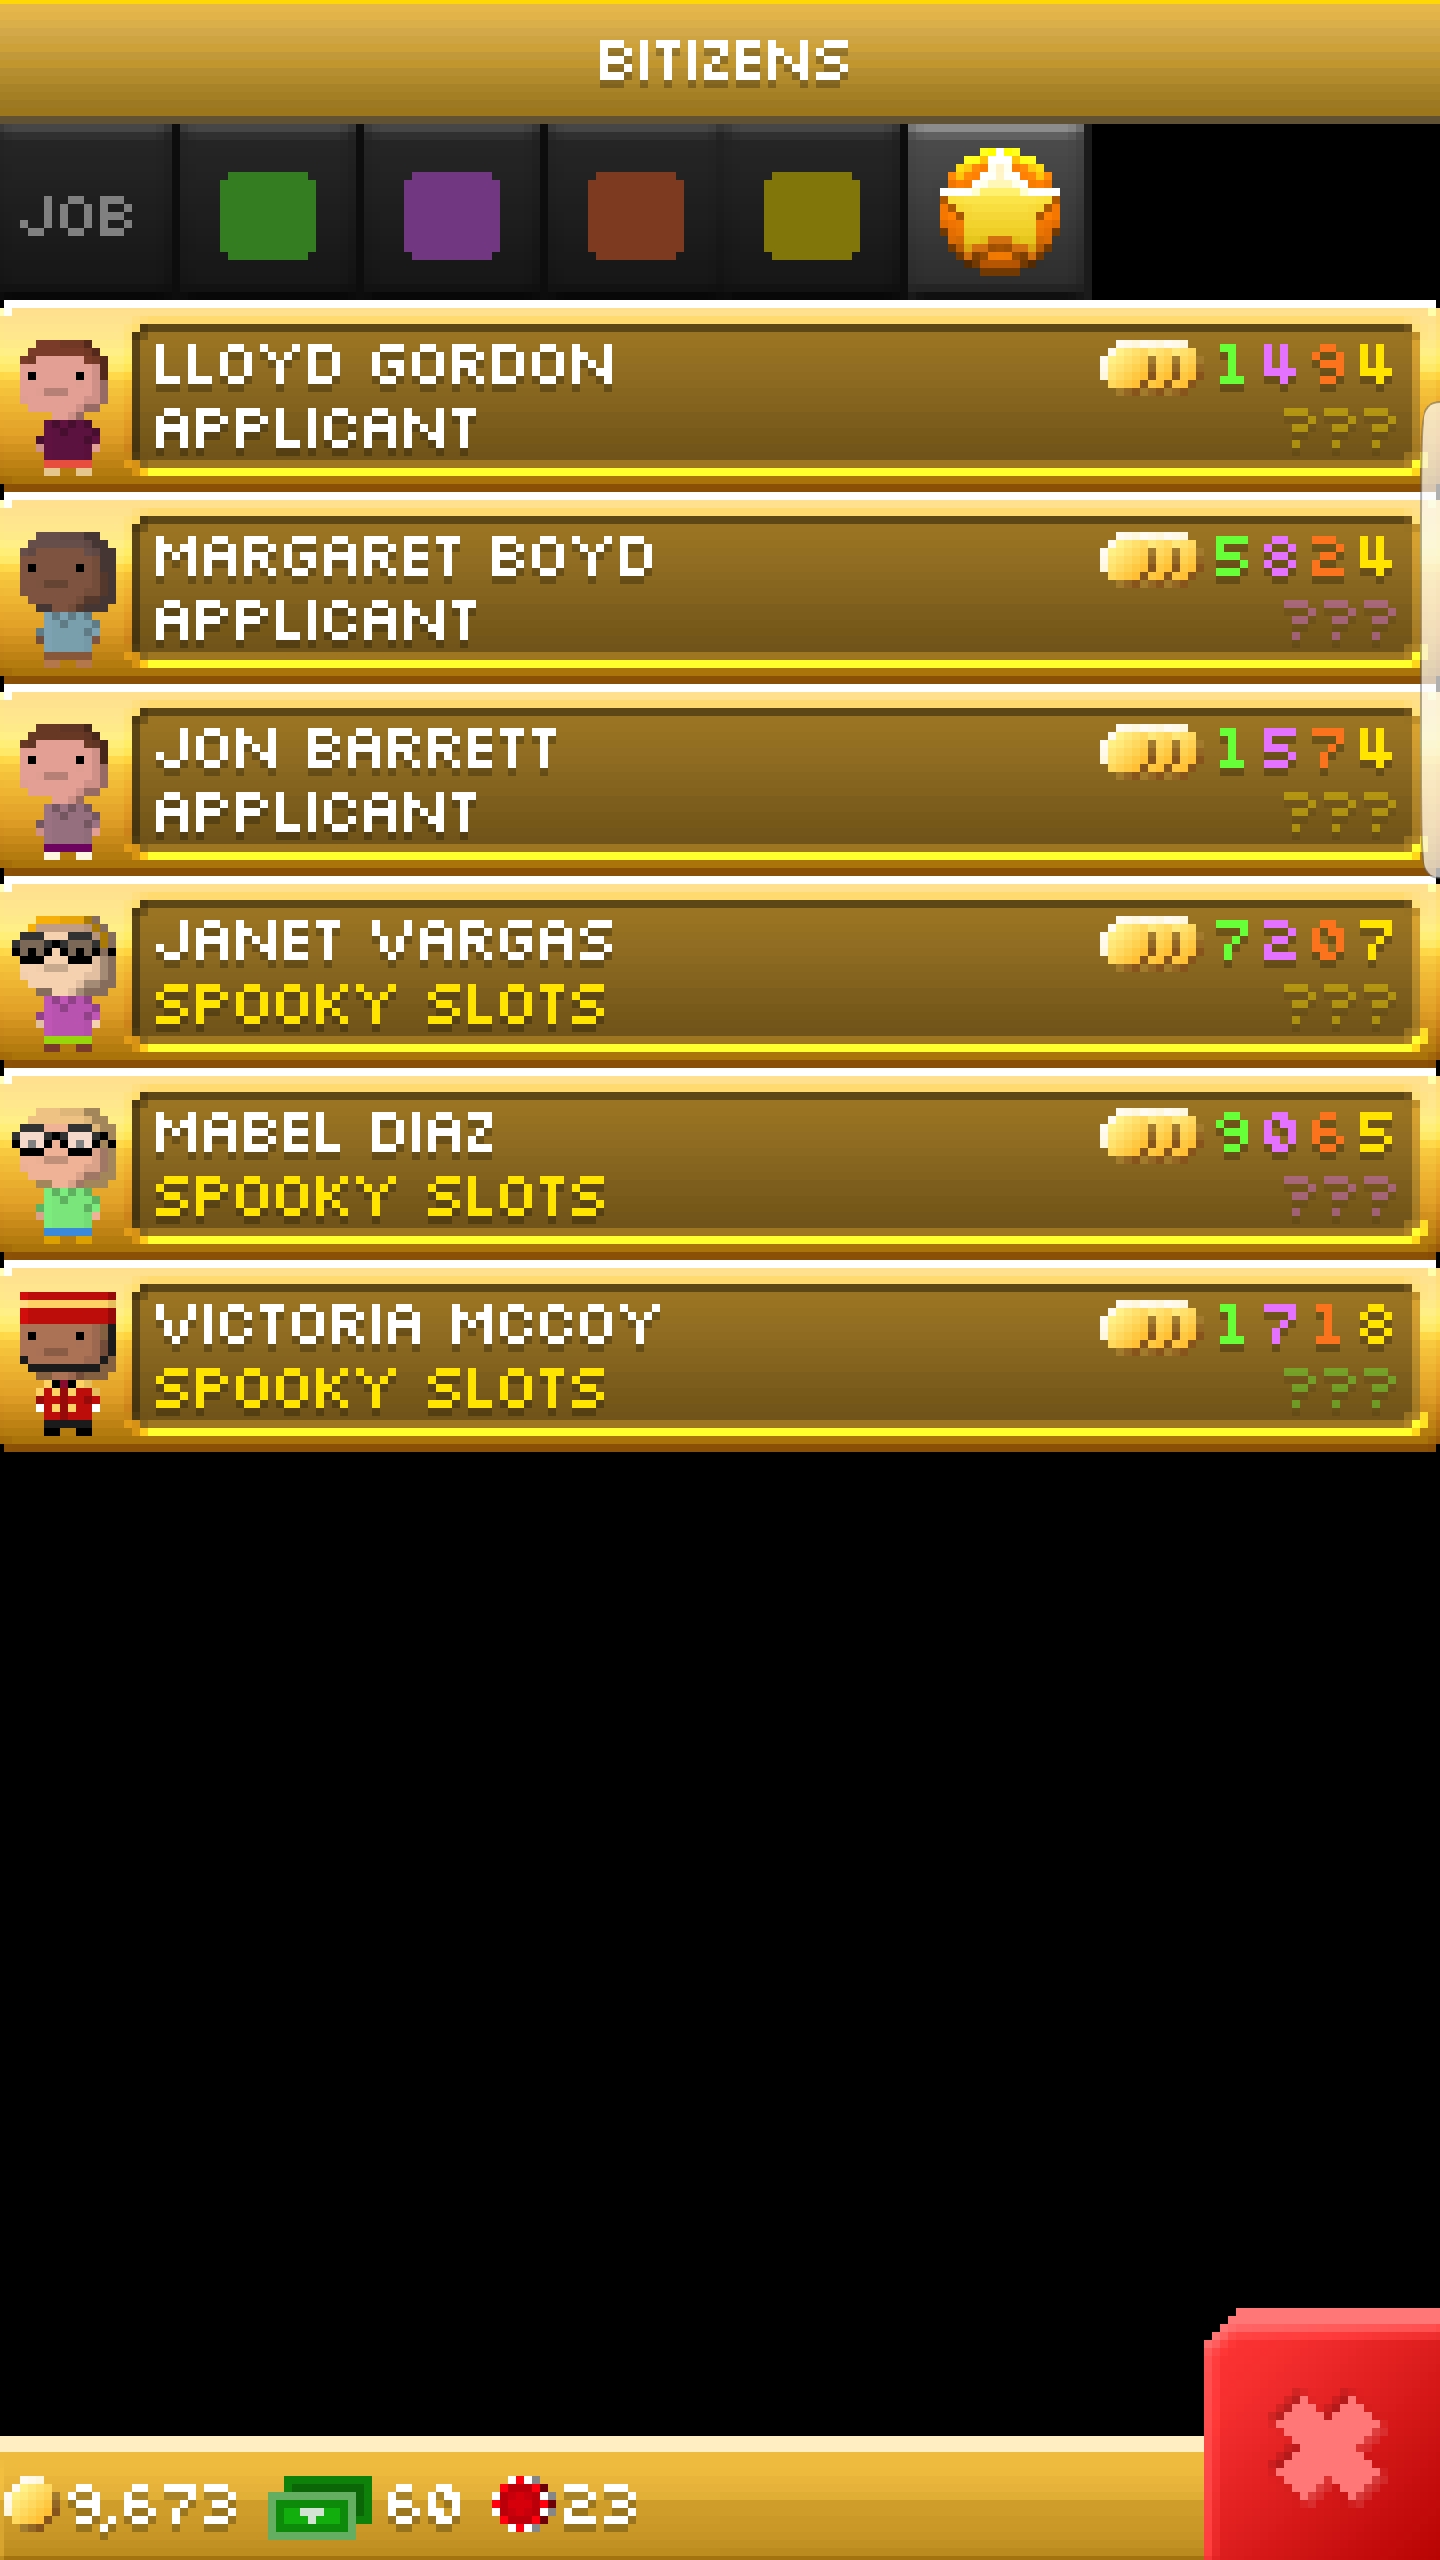 BITIZENS
JOB
LLOYD GORDON 1494
APPLICANT ???
MARGARET BOYD 5824
APPLICANT ???
JON BARRETT 1574
APPLICANT ???
JANET VARGAS 7207
SPOOKY SLOTS ???
MABEL DIAZ 9065
SPOOKY SLOTS ???
VICTORIA MCCOY 1718
SPOOKY SLOTS ???
9,673 60 23